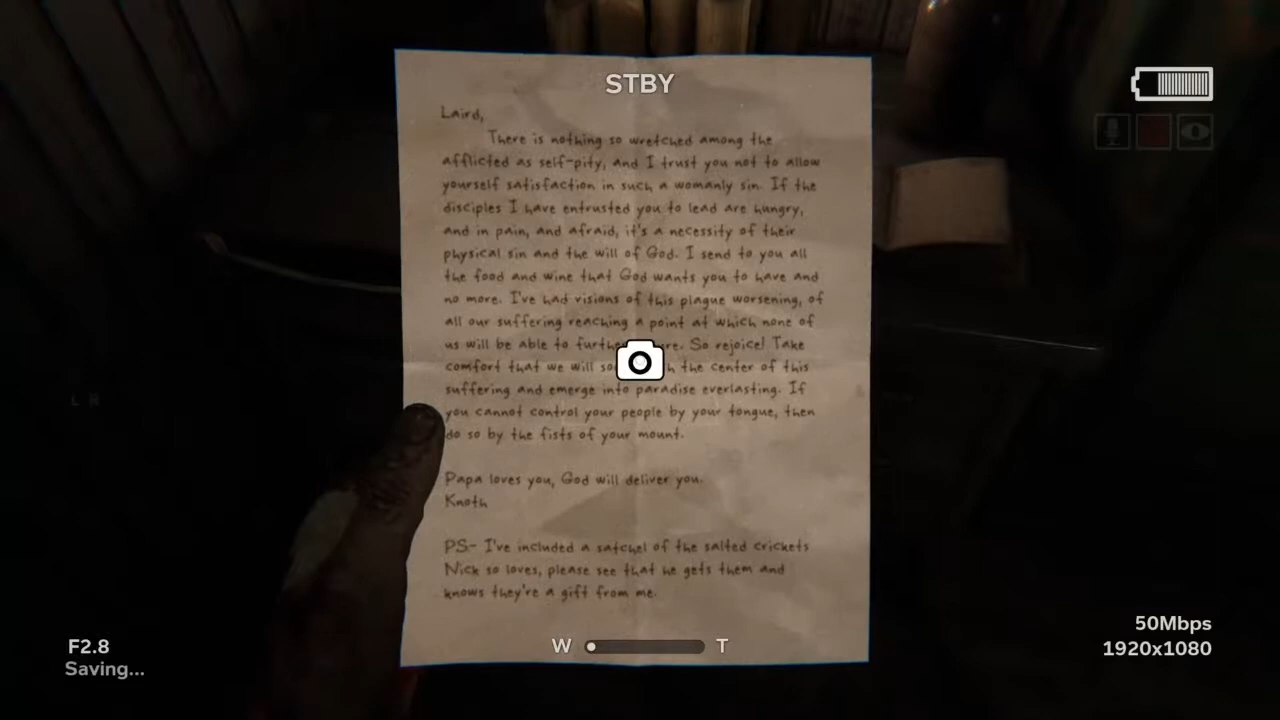 STBY
Laird,
There is nothing so wretched among the
afflicted as self-pity, and I trust you not to allow
yourself satisfaction in such a womanly sin. If the
disciples I have entrusted you to lead are hungry,
and in pain, and afraid, it's a necessity of their
physical sin and the will of God. I send to you all
the food and wine that God wants you to have and
no more. I've had visions of this plague worsening, of
all our suffering reaching a point at which none of
us will be able to So rejoice! Take
comfort that we will the center of this
suffering and emerge into paradise everlasting. If
you cannot control your people by your tongue, then
do so by the fists of your mount.
Papa loves you, God will deliver you.
Knoth
PS- I've included a satchel of the salted crickets
Nick so loves, please see that he gets them and
knows they're a gift from me.
L R
W T
F2.8
Saving...
50Mbps
1920x1080